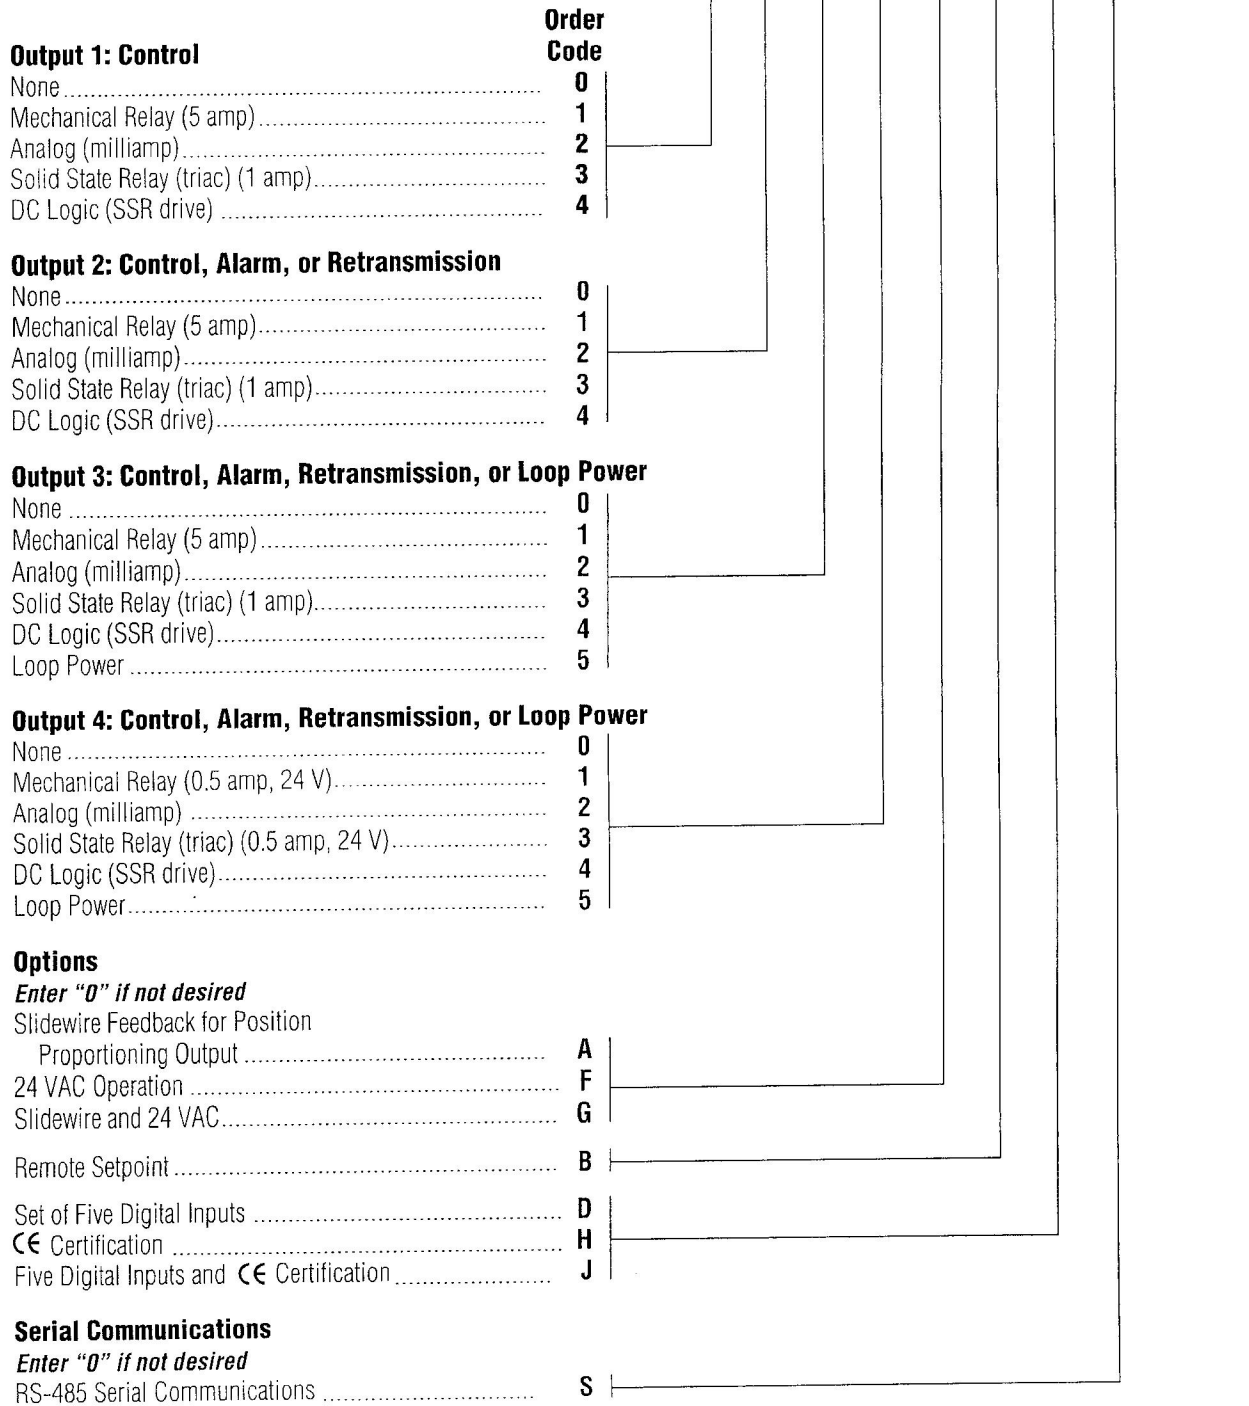 Order
Output 1: Control Code
None 0
Mechanical Relay (5 amp) 1
Analog (milliamp) 2
Solid State Relay (triac) (1 amp) 3
DC Logic (SSR drive) 4
Output 2: Control, Alarm, or Retransmission
None 0
Mechanical Relay (5 amp) 1
Analog (milliamp) 2
Solid State Relay (triac) (1 amp) 3
DC Logic (SSR drive) 4
Output 3: Control, Alarm, Retransmission, or Loop Power
None 0
Mechanical Relay (5 amp) 1
Analog (milliamp) 2
Solid State Relay (triac) (1 amp) 3
DC Logic (SSR drive) 4
Loop Power 5
Output 4: Control, Alarm, Retransmission, or Loop Power
None 0
Mechanical Relay (0.5 amp, 24 V) 1
Analog (milliamp) 2
Solid State Relay (triac) (0.5 amp, 24 V) 3
DC Logic (SSR drive) 4
Loop Power 5
Options
Enter “0” if not desired
Slidewire Feedback for Position
Proportioning Output A
24 VAC Operation F
Slidewire and 24 VAC G
Remote Setpoint B
Set of Five Digital Inputs D
CE Certification H
Five Digital Inputs and CE Certification J
Serial Communications
Enter “0” if not desired
RS-485 Serial Communications S